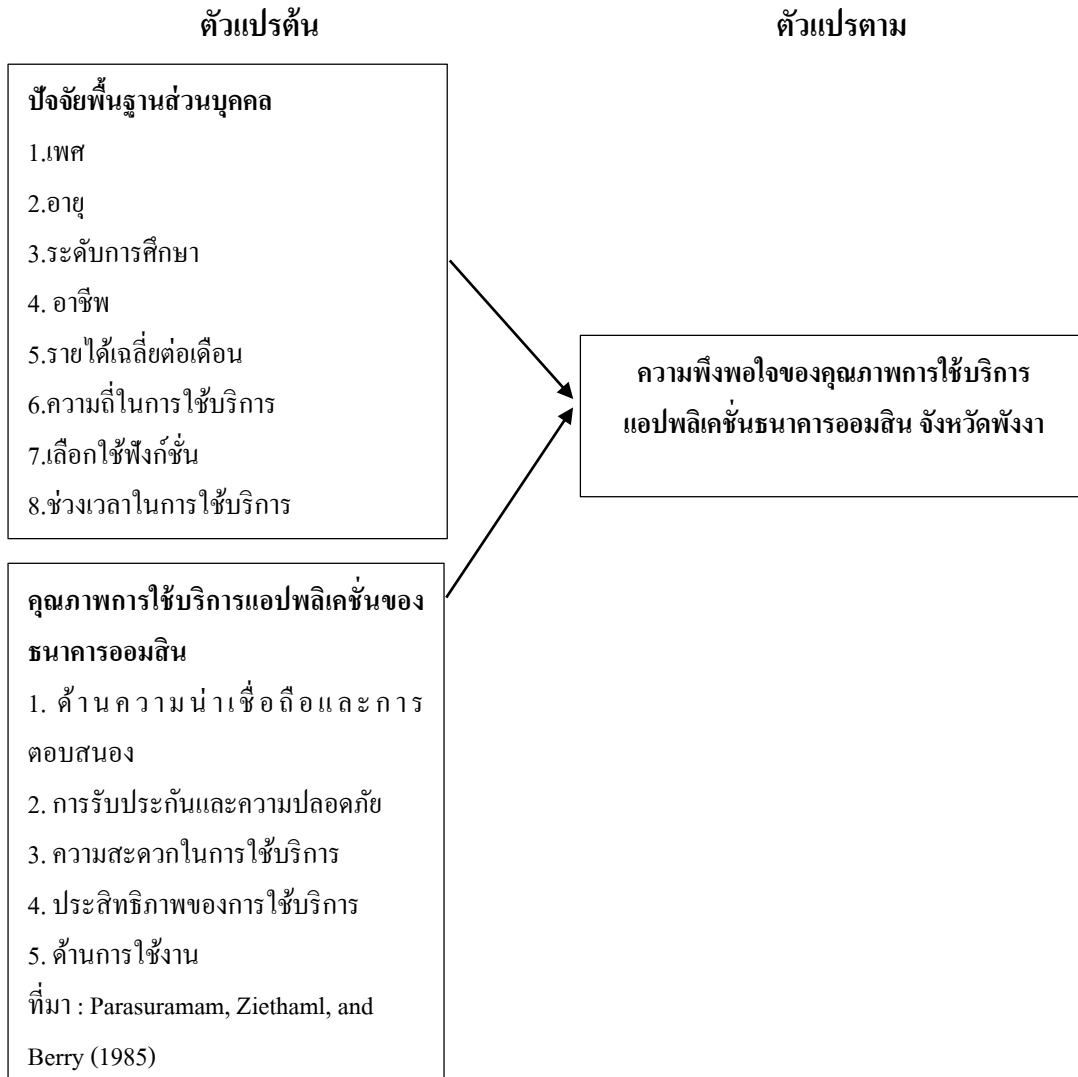 ตัวแปรต้น
ตัวแปรตาม
ปัจจัยพื้นฐานส่วนบุคคล
1.เพศ
2.อายุ
3.ระดับการศึกษา
4. อาชีพ
5.รายได้เฉลี่ยต่อเดือน
6.ความถี่ในการใช้บริการ
7.เลือกใช้ฟังก์ชั่น
8.ช่วงเวลาในการใช้บริการ
ความพึงพอใจของคุณภาพการใช้บริการ
แอปพลิเคชั่นธนาคารออมสิน จังหวัดพังงา
คุณภาพการใช้บริการแอปพลิเคชั่นของ
ธนาคารออมสิน
1. ด้านความน่าเชื่อถือและการ
ตอบสนอง
2. การรับประกันและความปลอดภัย
3. ความสะดวกในการใช้บริการ
4. ประสิทธิภาพของการใช้บริการ
5. ด้านการใช้งาน
ที่มา : Parasuramam, Ziethaml, and
Berry (1985)